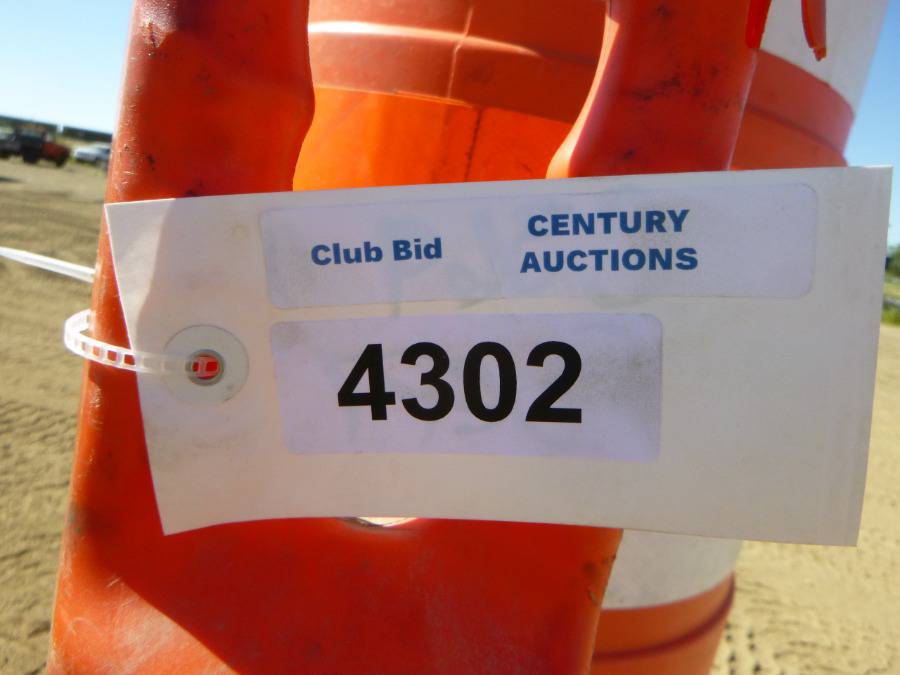 Club Bid
CENTURY
AUCTIONS
4302